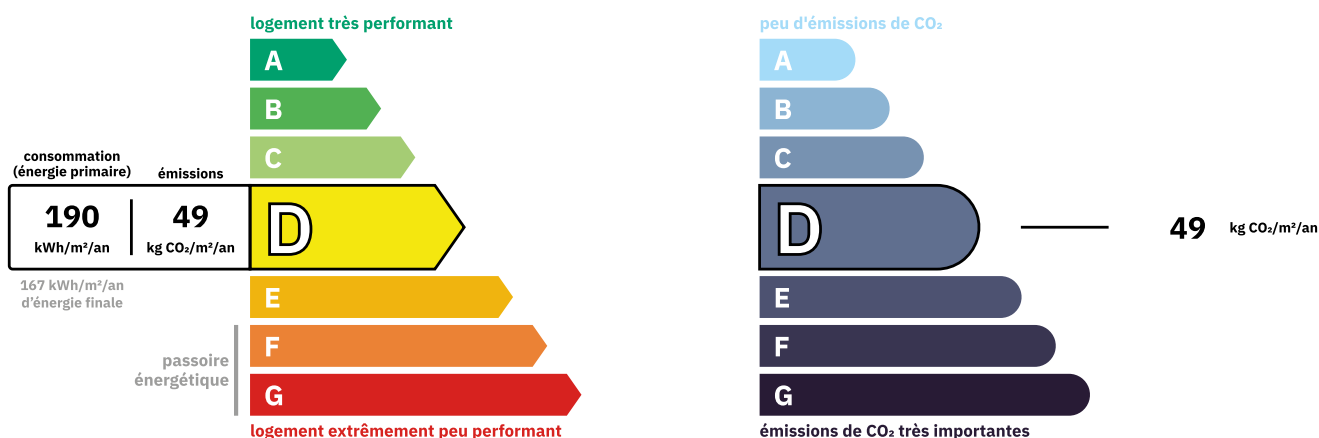 logement très performant
A
B
C
consommation
(énergie primaire)
émissions
190
kWh/m²/an
49
kg CO₂/m²/an
D
167 kWh/m²/an
d'énergie finale
E
F
passoire
énergétique
G
logement extrêmement peu performant
peu d'émissions de CO₂
A
B
C
D
49
kg CO₂/m²/an
E
F
G
émissions de CO₂ très importantes